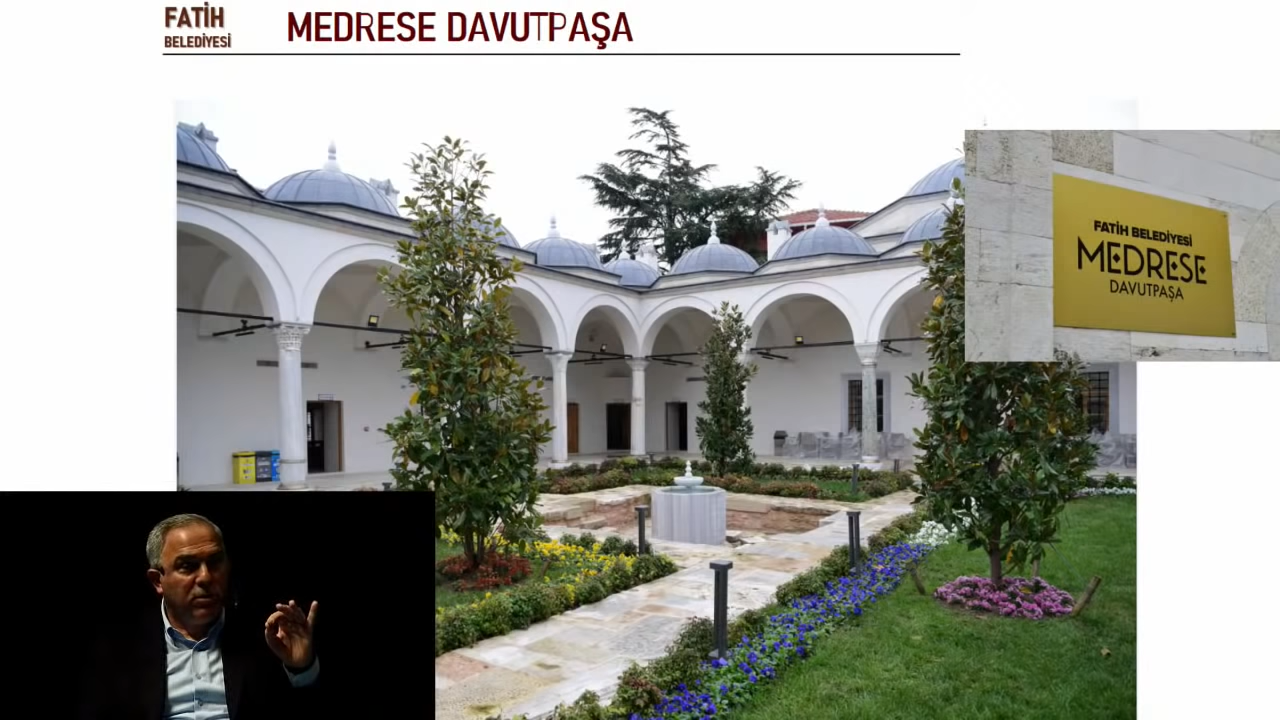 FATİH
BELEDİYESİ
MEDRESE DAVUTPAŞA
FATİH BELEDİYESİ
MEDRESE
DAVUTPAŞA